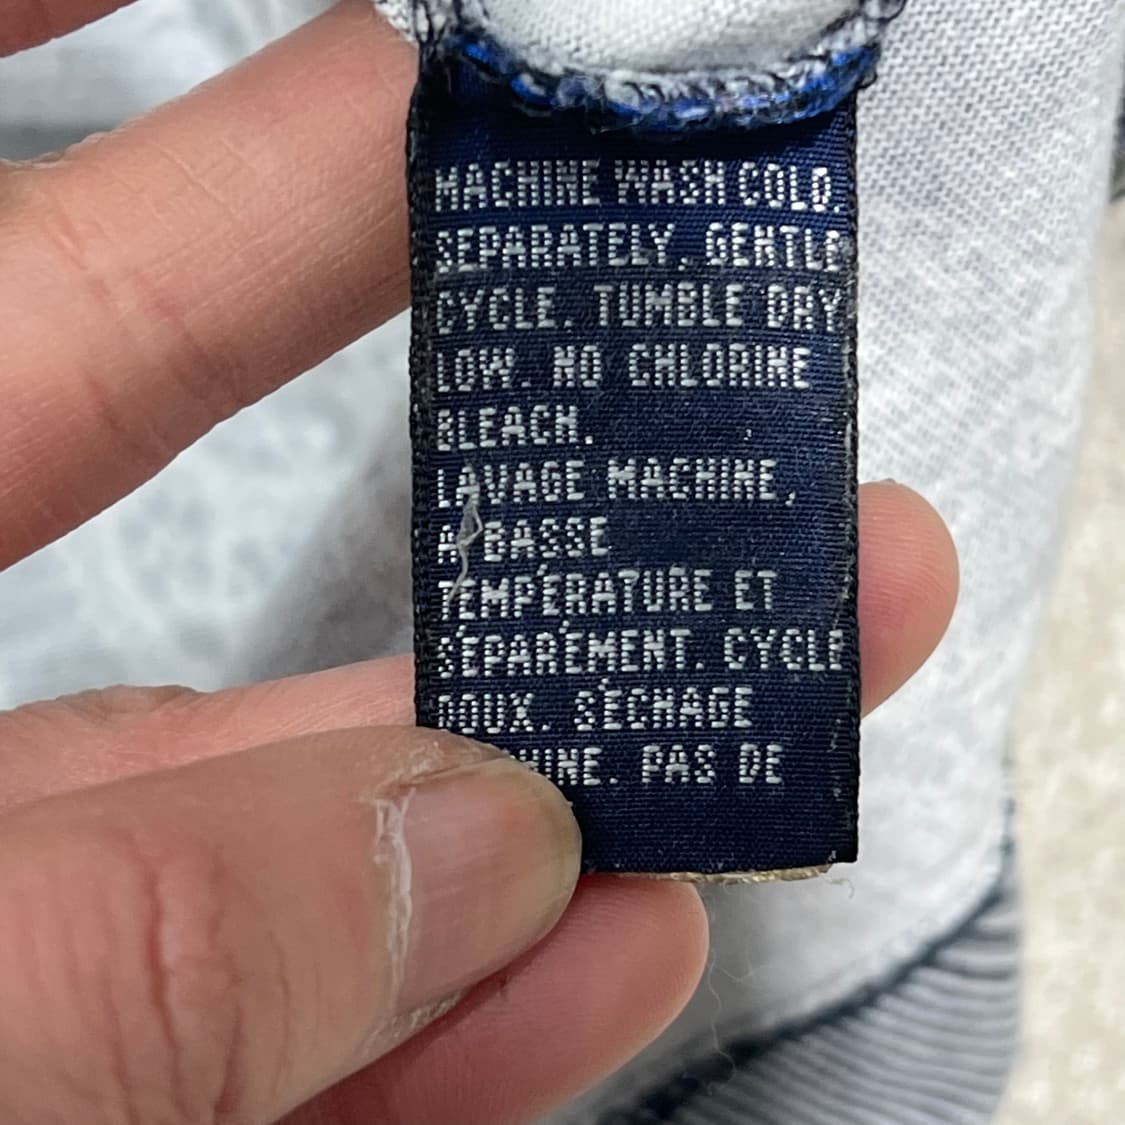 MACHINE WASH COLD.
SEPARATELY. GENTLE
CYCLE. TUMBLE DRY
LOW. NO CHLORINE
BLEACH.
LAVAGE MACHINE,
A BASSE
TEMPÉRATURE ET
SÉPARÉMENT. CYCLE
DOUX. SÉCHAGE
PAS DE